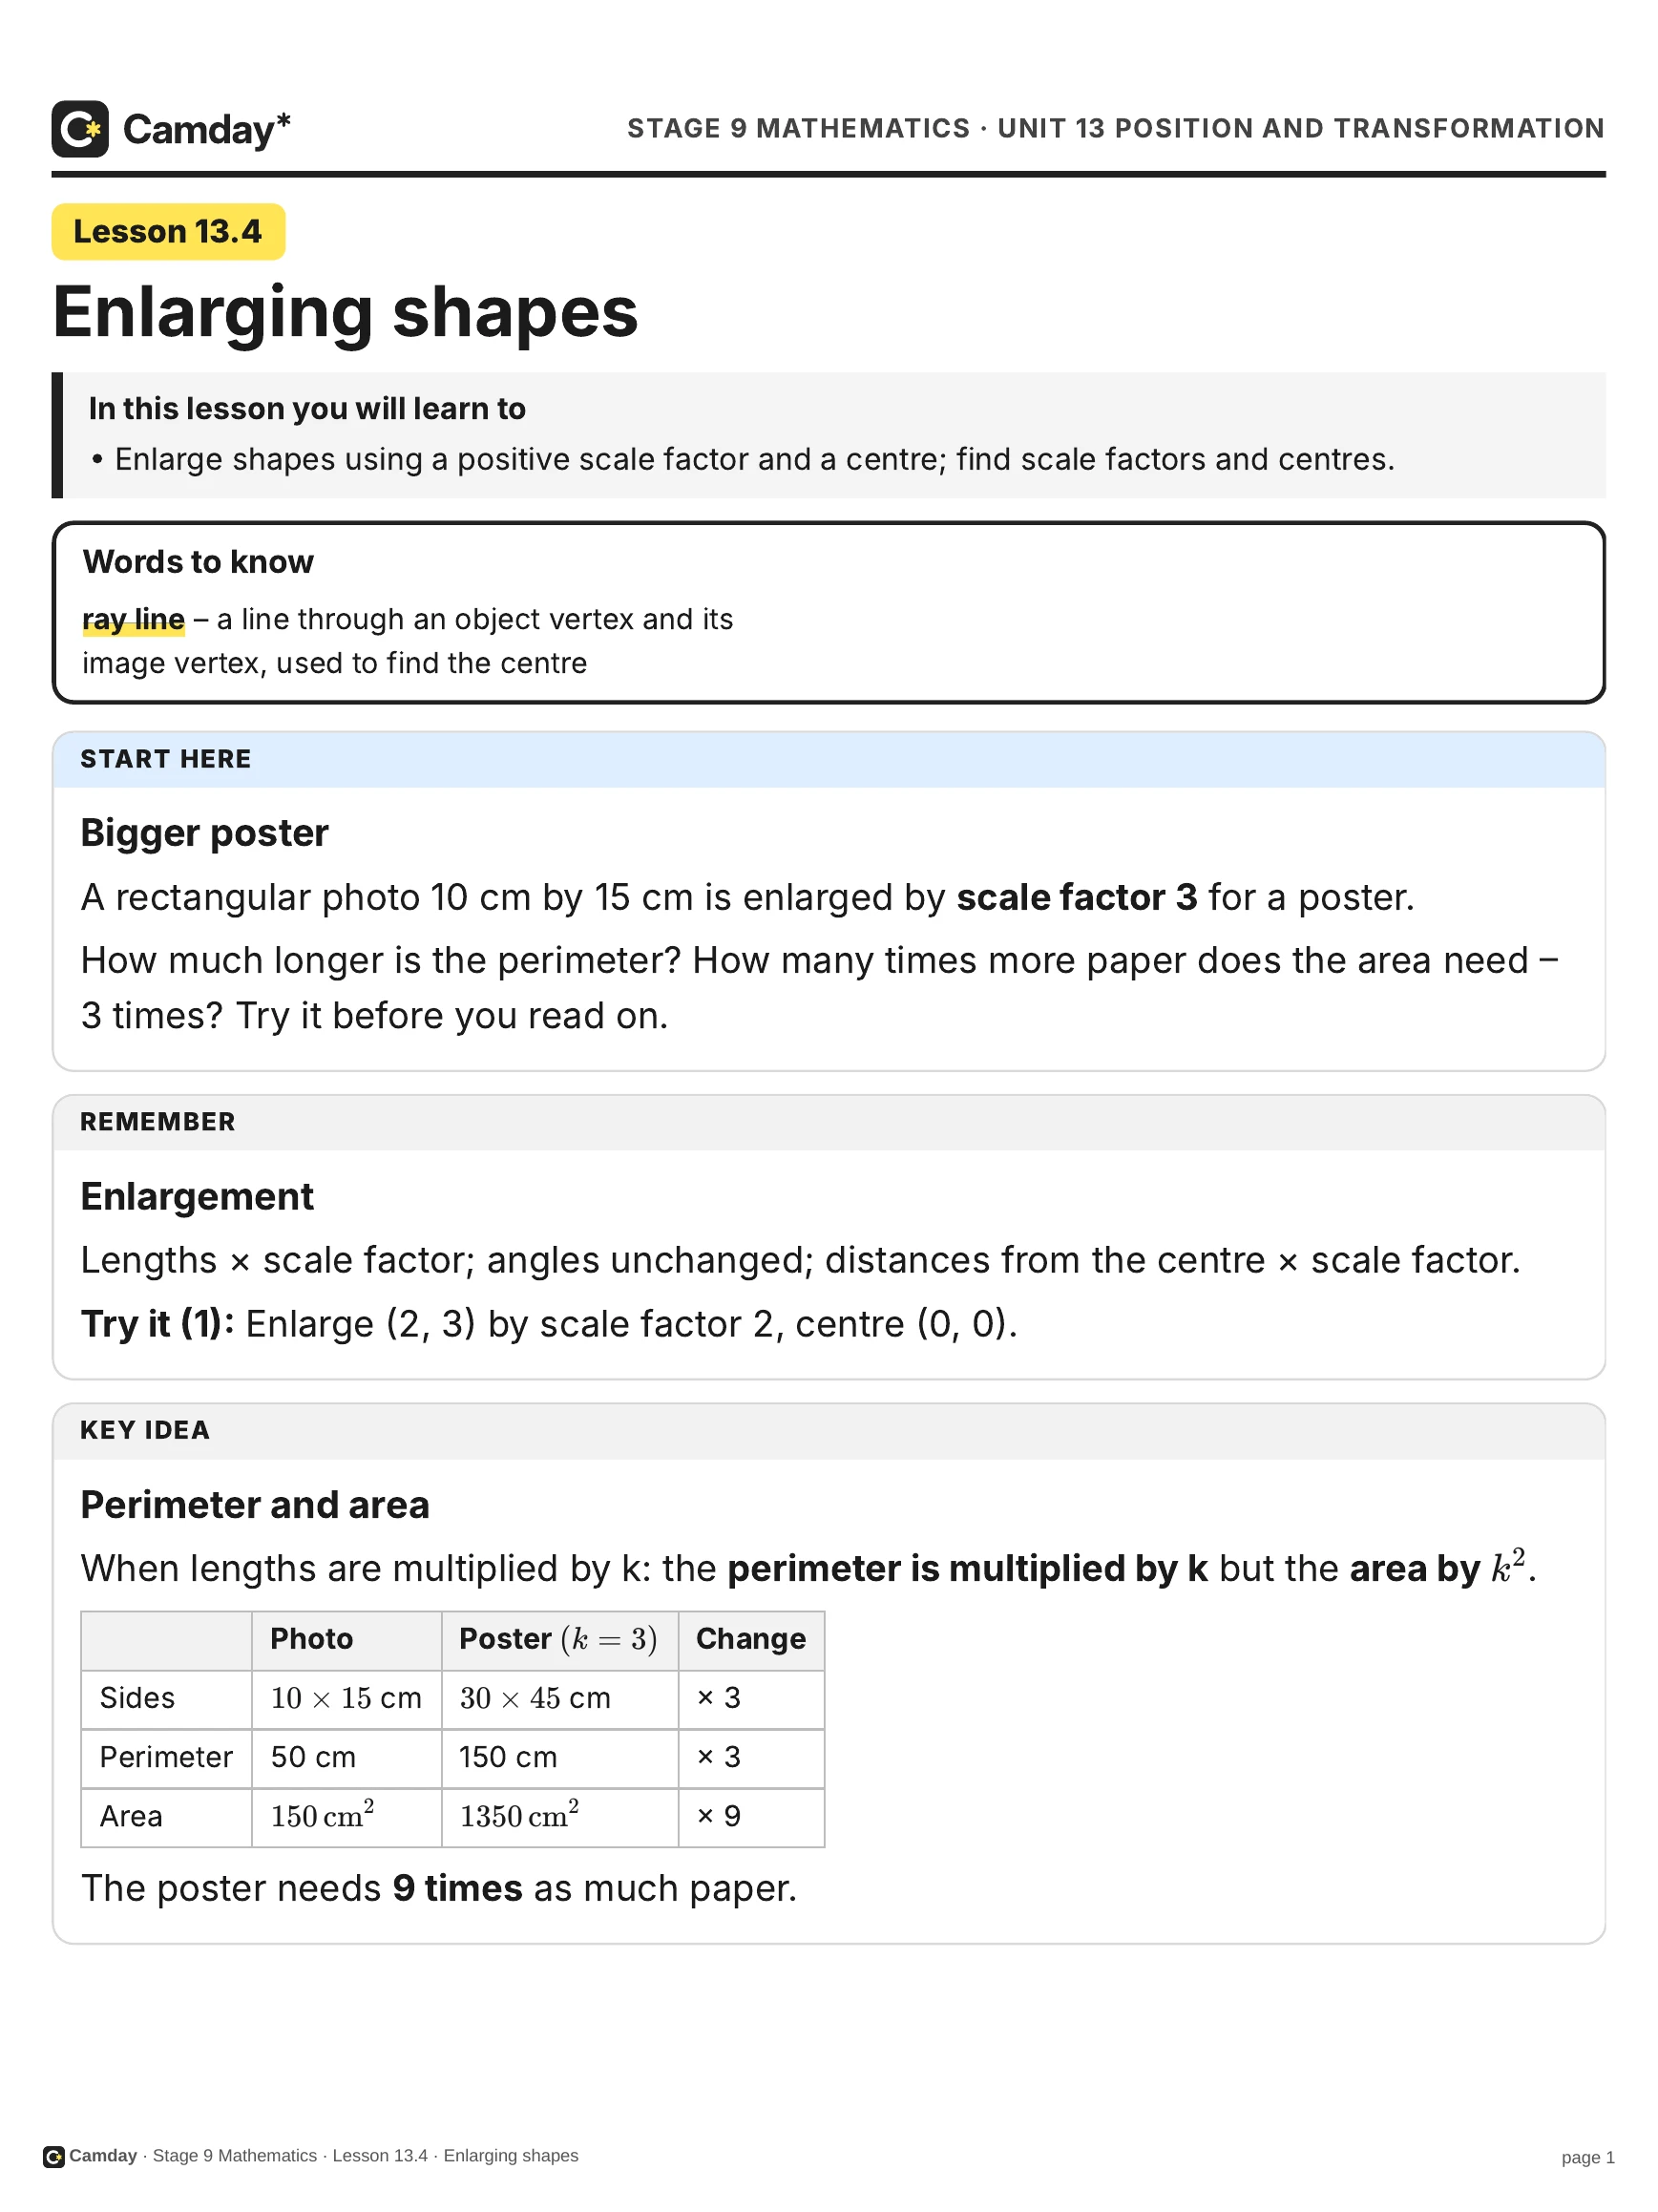 Camday*
STAGE 9 MATHEMATICS · UNIT 13 POSITION AND TRANSFORMATION
Lesson 13.4
Enlarging shapes
In this lesson you will learn to
• Enlarge shapes using a positive scale factor and a centre; find scale factors and centres.
Words to know
ray line – a line through an object vertex and its
image vertex, used to find the centre
START HERE
Bigger poster
A rectangular photo 10 cm by 15 cm is enlarged by scale factor 3 for a poster.
How much longer is the perimeter? How many times more paper does the area need –
3 times? Try it before you read on.
REMEMBER
Enlargement
Lengths × scale factor; angles unchanged; distances from the centre × scale factor.
Try it (1): Enlarge (2, 3) by scale factor 2, centre (0, 0).
KEY IDEA
Perimeter and area
When lengths are multiplied by k: the perimeter is multiplied by k but the area by k².
Photo Poster (k = 3) Change
Sides 10 × 15 cm 30 × 45 cm × 3
Perimeter 50 cm 150 cm × 3
Area 150 cm² 1350 cm² × 9
The poster needs 9 times as much paper.
Camday · Stage 9 Mathematics · Lesson 13.4 · Enlarging shapes
page 1